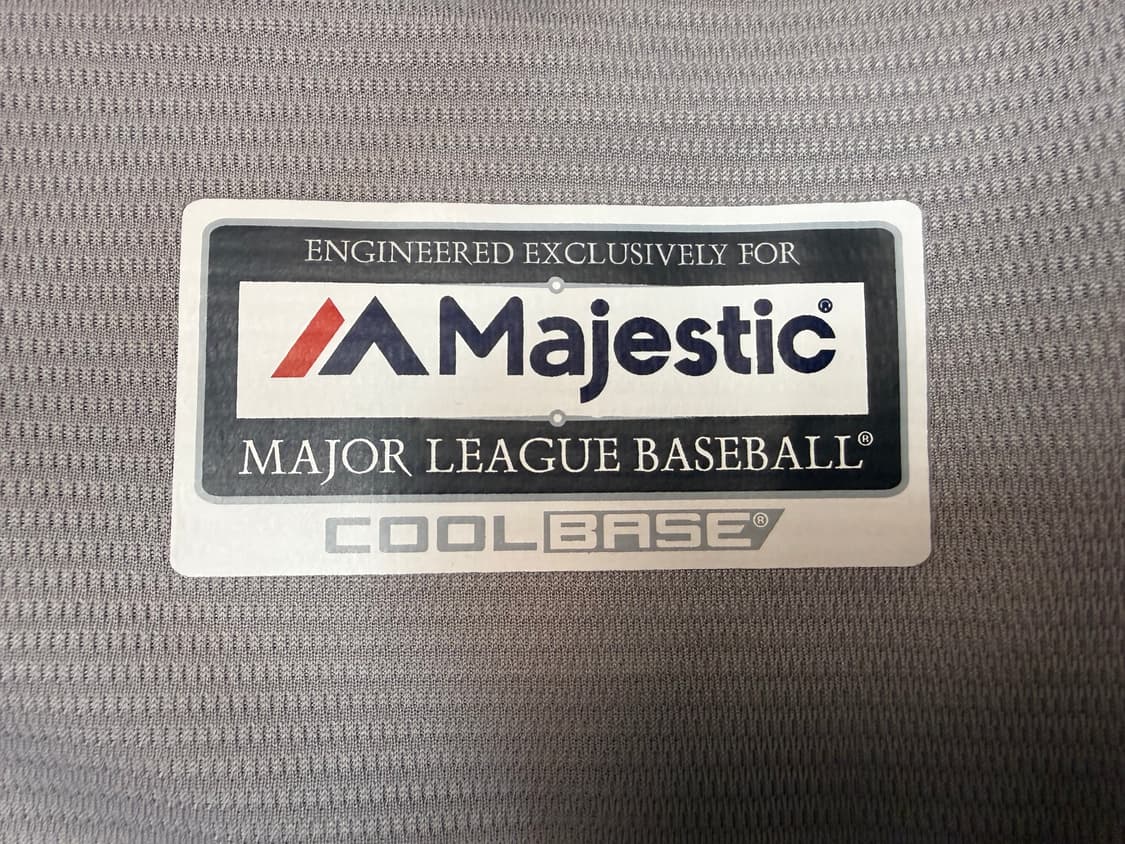 ENGINEERED EXCLUSIVELY FOR
Majestic®
MAJOR LEAGUE BASEBALL®
COOLBASE®